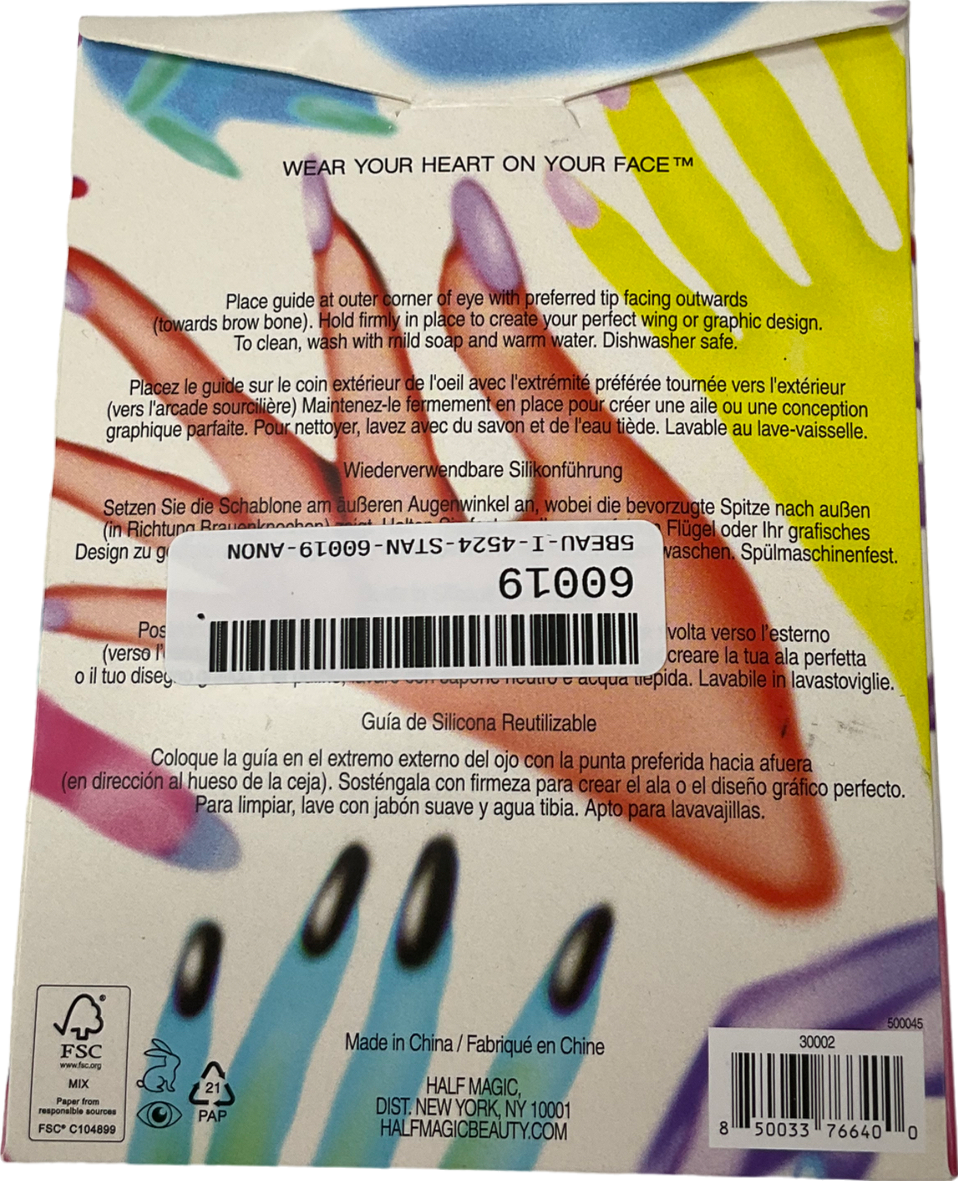 WEAR YOUR HEART ON YOUR FACE™
Place guide at outer corner of eye with preferred tip facing outwards
(towards brow bone). Hold firmly in place to create your perfect wing or graphic design.
To clean, wash with mild soap and warm water. Dishwasher safe.
Placez le guide sur le coin extérieur de l'oeil avec l'extrémité préférée tournée vers l'extérieur
(vers l'arcade sourcilière) Maintenez-le fermement en place pour créer une aile ou une conception
graphique parfaite. Pour nettoyer, lavez avec du savon et de l'eau tiède. Lavable au lave-vaisselle.
Wiederverwendbare Silikonführung
Setzen Sie die Schablone am äußeren Augenwinkel an, wobei die bevorzugte Spitze nach außen
(in Richtung Brauenknochen) zeigt. Flügel oder Ihr grafisches
Design zu waschen. Spülmaschinenfest.
5BEAU-I-4524-STAN-60019-ANON
60019
volta verso l'esterno
(verso creare la tua ala perfetta
o il tuo sapone neutro e acqua tiepida. Lavabile in lavastoviglie.
Guía de Silicona Reutilizable
Coloque la guía en el extremo externo del ojo con la punta preferida hacia afuera
(en dirección al hueso de la ceja). Sosténgala con firmeza para crear el ala o el diseño gráfico perfecto.
Para limpiar, lave con jabón suave y agua tibia. Apto para lavavajillas.
FSC®
www.fsc.org
MIX
Paper from
responsible sources
FSC® C104899
21
PAP
Made in China / Fabriqué en Chine
HALF MAGIC,
DIST. NEW YORK, NY 10001
HALFMAGICBEAUTY.COM
500045
30002
8 50033 76640 0